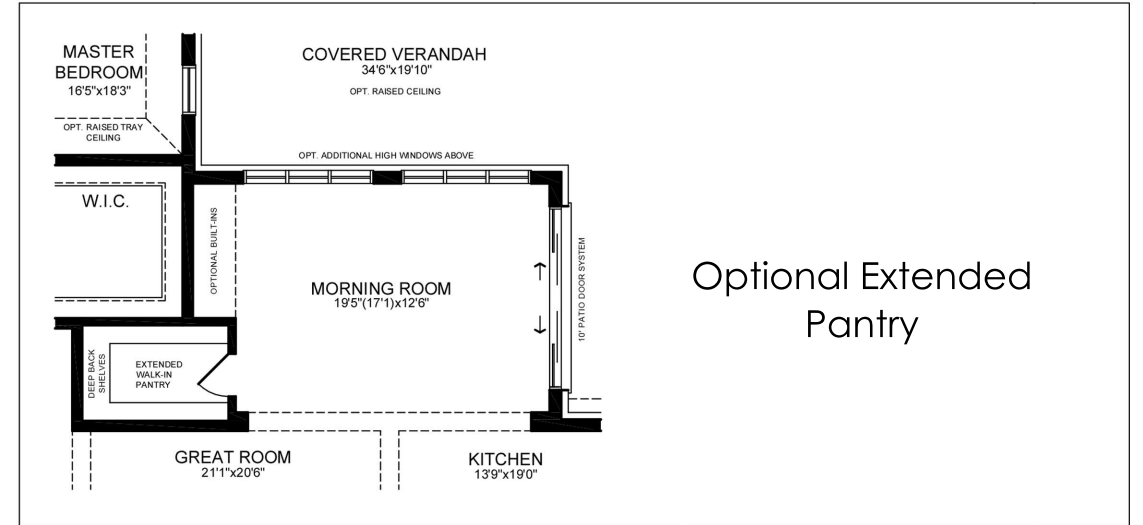 MASTER
BEDROOM
16'5"x18'3"
OPT. RAISED TRAY
CEILING
COVERED VERANDAH
34'6"x19'10"
OPT. RAISED CEILING
OPT. ADDITIONAL HIGH WINDOWS ABOVE
W.I.C.
OPTIONAL BUILT-INS
MORNING ROOM
19'5"(17'1)x12'6"
10' PATIO DOOR SYSTEM
DEEP BACK
SHELVES
EXTENDED
WALK-IN
PANTRY
GREAT ROOM
21'1"x20'6"
KITCHEN
13'9"x19'0"
Optional Extended
Pantry